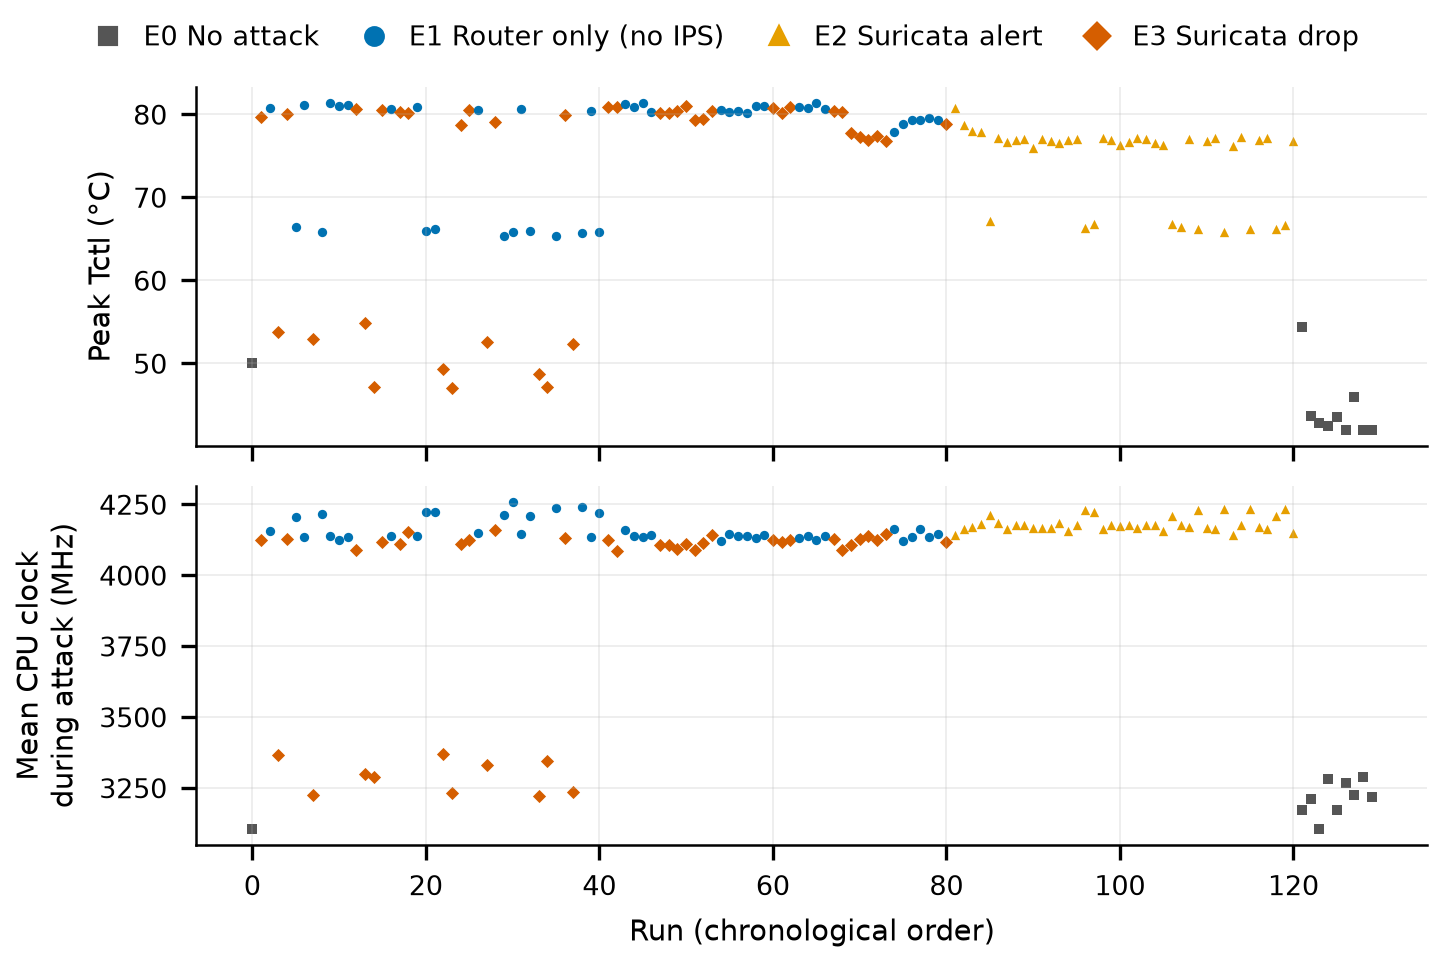 E0 No attack E1 Router only (no IPS) E2 Suricata alert E3 Suricata drop
80
70
60
50
Peak Tctl (°C)
4250
4000
3750
3500
3250
Mean CPU clock
during attack (MHz)
0 20 40 60 80 100 120
Run (chronological order)